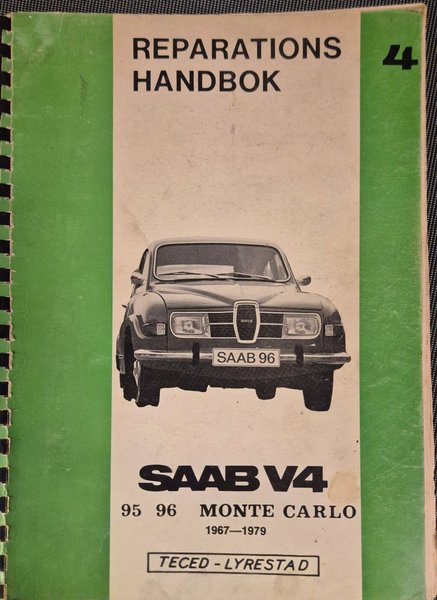 REPARATIONS
HANDBOK
4
SAAB 96
SAAB V4
95 96 MONTE CARLO
1967—1979
TECED - LYRESTAD